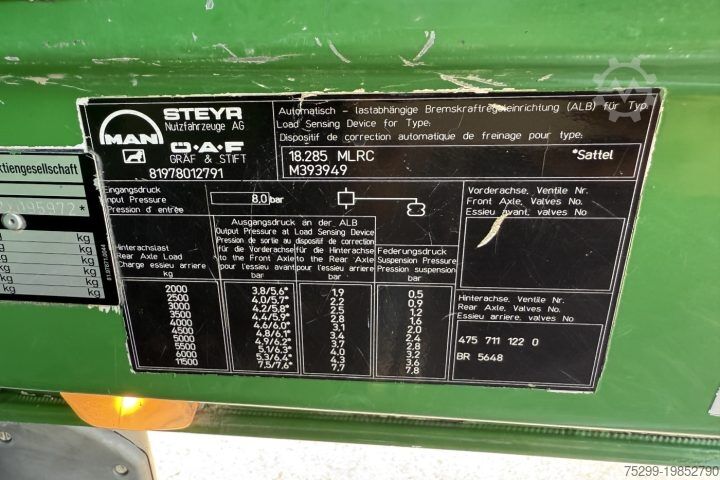 MAN
STEYR
Nutzfahrzeuge AG
ÖAF
GRÄF & STIFT
81978012791
Automatisch - lastabhängige Bremskraftregeleinrichtung (ALB) für Typ:
Load Sensing Device for Type:
Dispositif de correction automatique de freinage pour type:
18.285 MLRC *Sattel
M393949
Eingangsdruck
Input Pressure
Pression d´entrée
8,0 bar
Hinterachslast
Rear Axle Load
Charge essieu arriere
kg
Ausgangsdruck an der ALB
Output Pressure at Load Sensing Device
Pression de sortie au dispositif de correction
für die Vorderachse für die Hinterachse
to the Front Axle to the Rear Axle
pour l'essieu avant pour l'essieu arriere
bar bar
Federungsdruck
Suspension Pressure
Pression suspension
bar
2000 3,8/5,6* 1,9 0,5
2500 4,0/5,7* 2,2 0,9
3000 4,2/5,8* 2,5 1,2
3500 4,4/5,9* 2,8 1,6
4000 4,6/6,0* 3,1 2,0
4500 4,8/6,1* 3,4 2,4
5000 4,9/6,2* 3,7 2,8
5500 5,1/6,3* 4,0 3,2
6000 5,3/6,4* 4,3 3,6
11500 7,5/7,6* 7,7 7,8
Vorderachse, Ventile Nr.
Front Axle, Valves No.
Essieu avant, valves No
Hinterachse, Ventile Nr.
Rear Axle, Valves No.
Essieu arriere, valves No
475 711 122 0
BR 5648
ktiengesellschaft
kg
kg
kg
kg
kg
75299-19852790